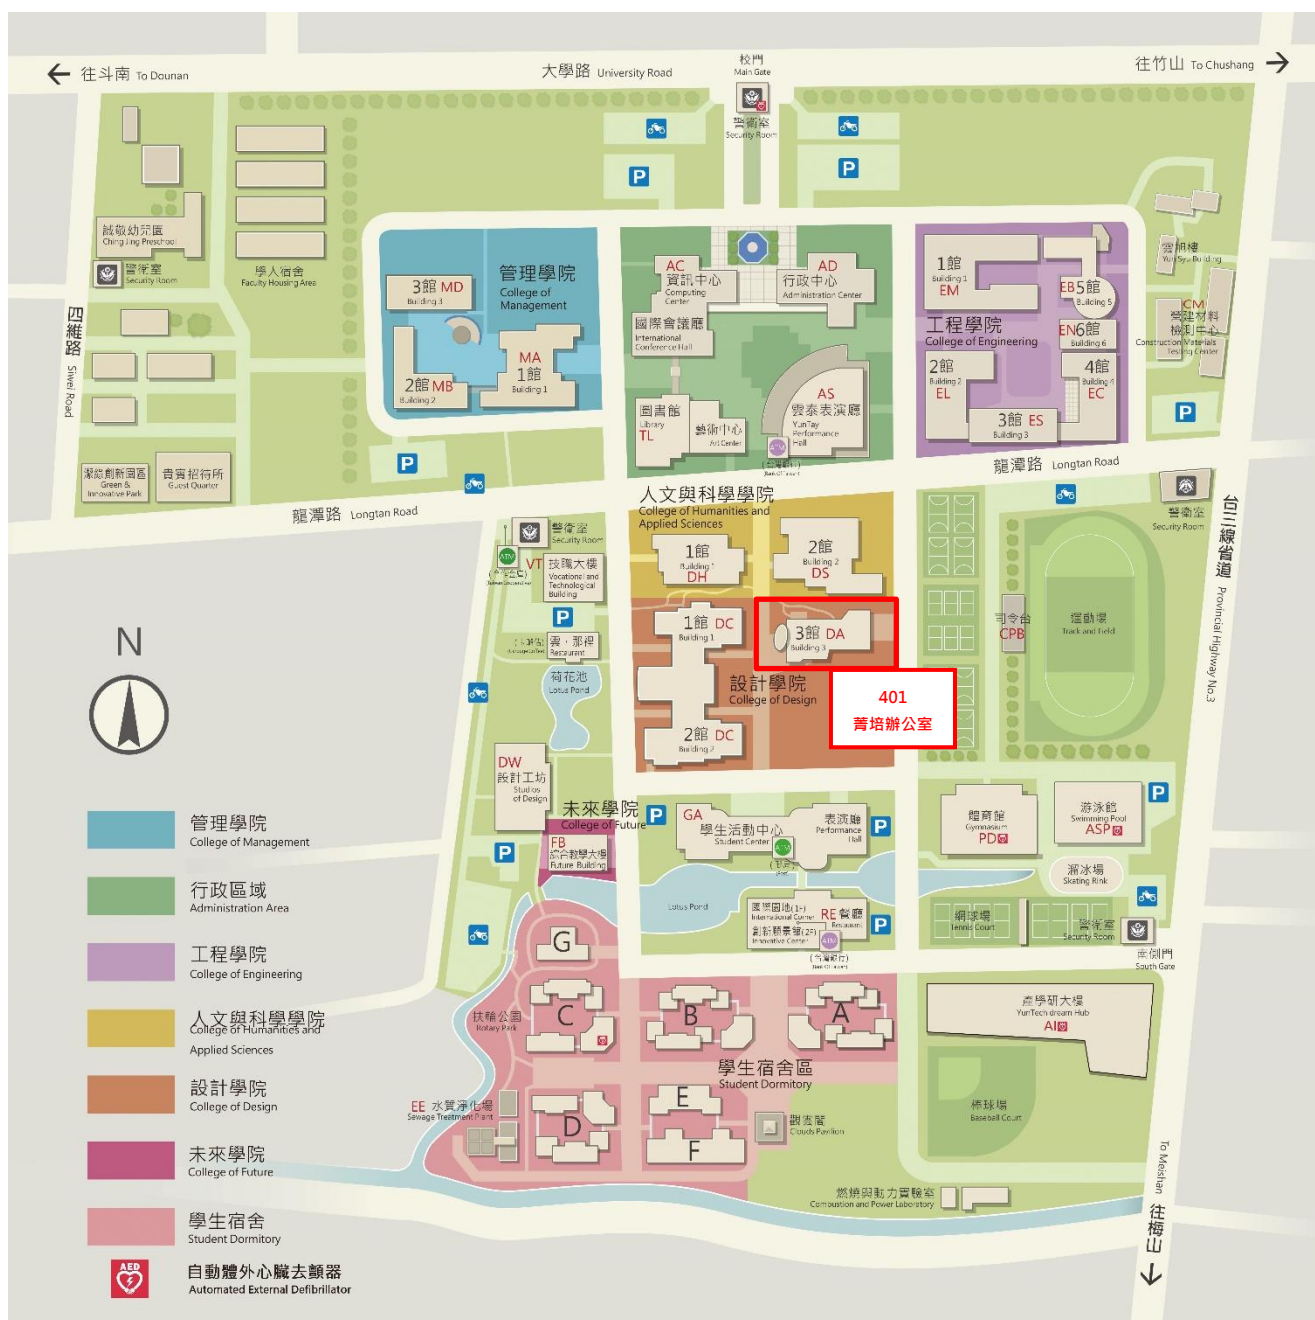 往斗南 To Dounan
大學路 University Road
校門
Main Gate
往竹山 To Chushang
警衛室
Security Room
誠敬幼兒園
Ching Jing Preschool
警衛室
Security Room
學人宿舍
Faculty Housing Area
四維路 Siwei Road
3館 MD
Building 3
管理學院
College of
Management
2館 MB
Building 2
MA
1館
Building 1
AC
資訊中心
Computing
Center
AD
行政中心
Administration Center
國際會議廳
International
Conference Hall
圖書館
Library
TL
藝術中心
Art Center
AS
雲泰表演廳
YunTay
Performance
Hall
ATM
1館
Building 1
EM
EB 5館
Building 5
工程學院
College of Engineering
EN 6館
Building 6
2館
Building 2
EL
4館
Building 4
EC
3館 ES
Building 3
雲旭樓
Yun Syu Building
CM
營建材料
檢測中心
Construction Materials
Testing Center
潔綠創新園區
Green &
Innovative Park
貴賓招待所
Guest Quarter
龍潭路 Longtan Road
龍潭路 Longtan Road
警衛室
Security Room
台三線省道 Provincial Highway No.3
人文與科學學院
College of Humanities and
Applied Sciences
1館
Building 1
DH
2館
Building 2
DS
警衛室
Security Room
ATM
VT 技職大樓
Vocational and
Technological
Building
雲・那裡
Restaurant
荷花池
Lotus Pond
1館 DC
Building 1
3館 DA
Building 3
設計學院
College of Design
401
菁培辦公室
2館 DC
Building 2
司令台
CPB
運動場
Track and Field
N
DW
設計工坊
Studios
of Design
未來學院
College of Future
FB
綜合教學大樓
Future Building
GA
學生活動中心
Student Center
ATM
表演廳
Performance
Hall
體育館
Gymnasium
PD
游泳館
Swimming Pool
ASP
溜冰場
Skating Rink
Lotus Pond
國際園地(1F)
International Corner
創新願景館(2F)
Innovative Center
RE 餐廳
Restaurant
ATM
網球場
Tennis Court
警衛室
Security Room
南側門
South Gate
G
扶輪公園
Rotary Park
C
B
A
學生宿舍區
Student Dormitory
EE 水質淨化場
Sewage Treatment Plant
D
E
F
觀雲閣
Clouds Pavilion
產學研大樓
YunTech dream Hub
AI
棒球場
Baseball Court
燃燒與動力實驗室
Combustion and Power Laboratory
To Meishan 往梅山
管理學院
College of Management
行政區域
Administration Area
工程學院
College of Engineering
人文與科學學院
College of Humanities and
Applied Sciences
設計學院
College of Design
未來學院
College of Future
學生宿舍
Student Dormitory
AED
自動體外心臟去顫器
Automated External Defibrillator